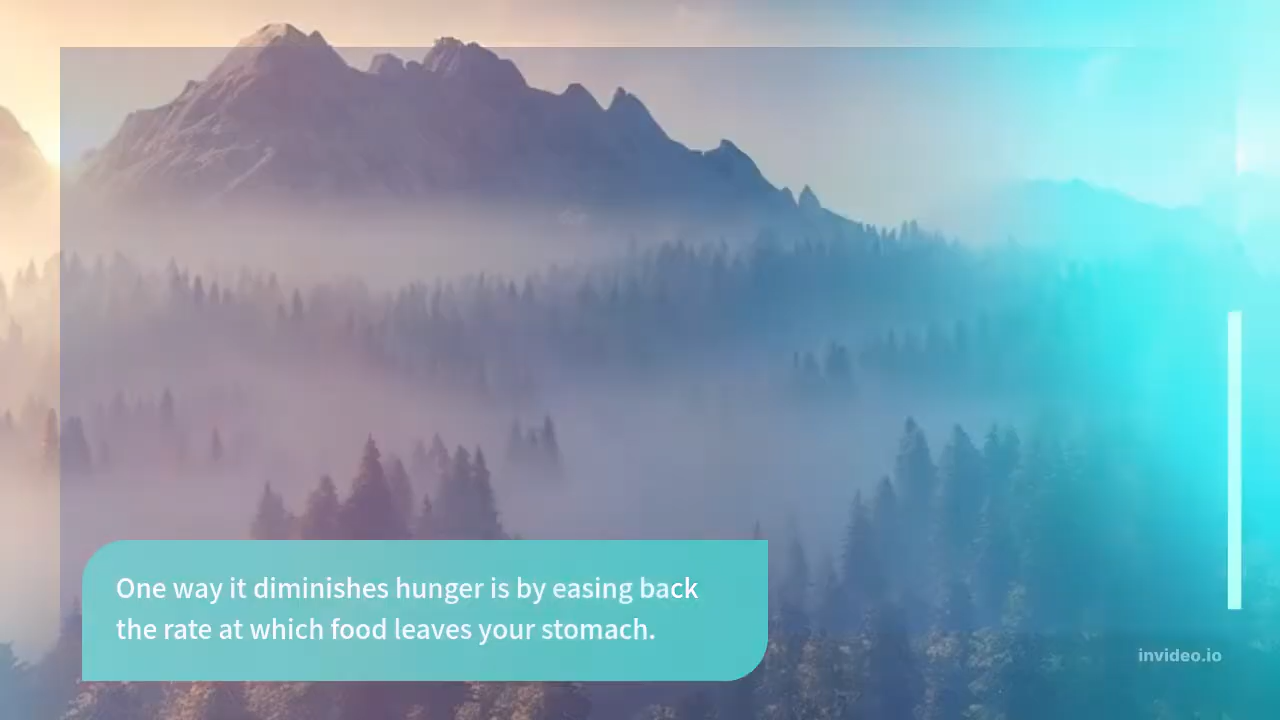 One way it diminishes hunger is by easing back
the rate at which food leaves your stomach.
invideo.io